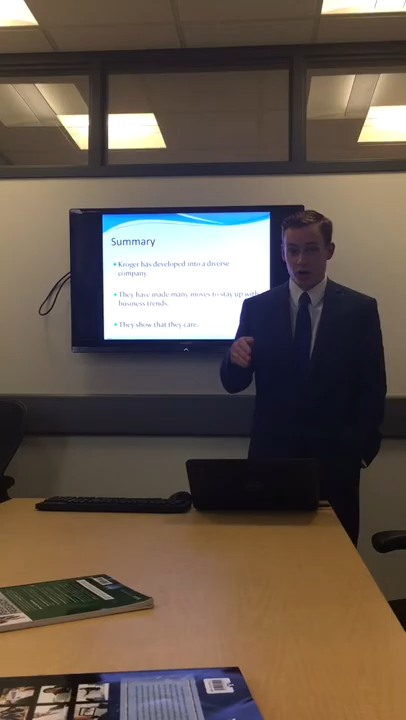 Summary
Kroger has developed into a diverse
company.
They have made many moves to stay up with
business trends.
They show that they care.